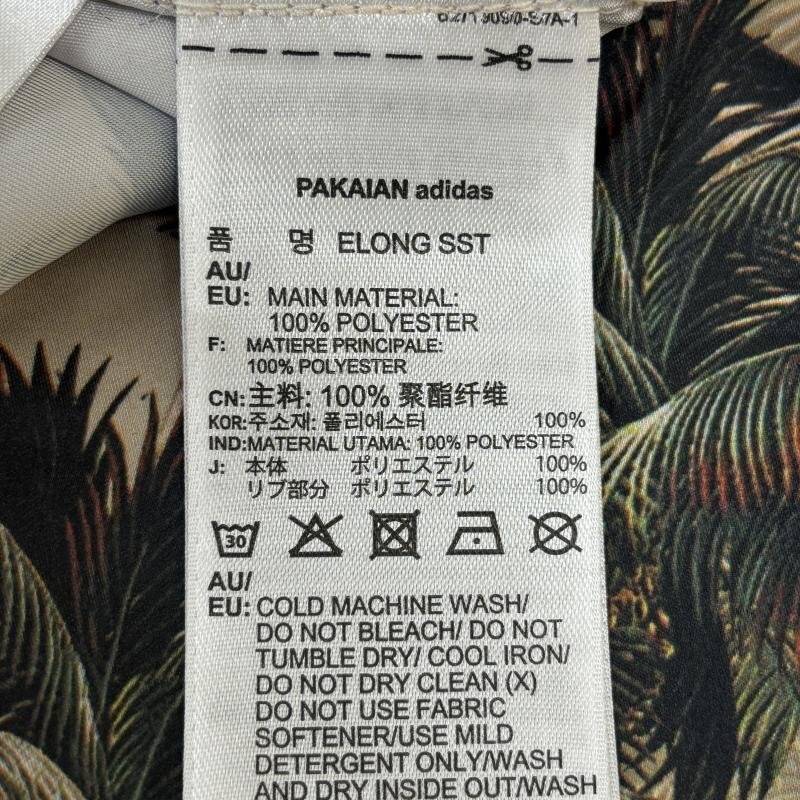 PAKAIAN adidas
품 명 ELONG SST
AU/
EU: MAIN MATERIAL:
100% POLYESTER
F: MATIERE PRINCIPALE:
100% POLYESTER
CN:主料: 100% 聚酯纤维
KOR:주소재: 폴리에스터 100%
IND:MATERIAL UTAMA: 100% POLYESTER
J: 本体 ポリエステル 100%
リブ部分 ポリエステル 100%
30
AU/
EU: COLD MACHINE WASH/
DO NOT BLEACH/ DO NOT
TUMBLE DRY/ COOL IRON/
DO NOT DRY CLEAN (X)
DO NOT USE FABRIC
SOFTENER/USE MILD
DETERGENT ONLY/WASH
AND DRY INSIDE OUT/WASH